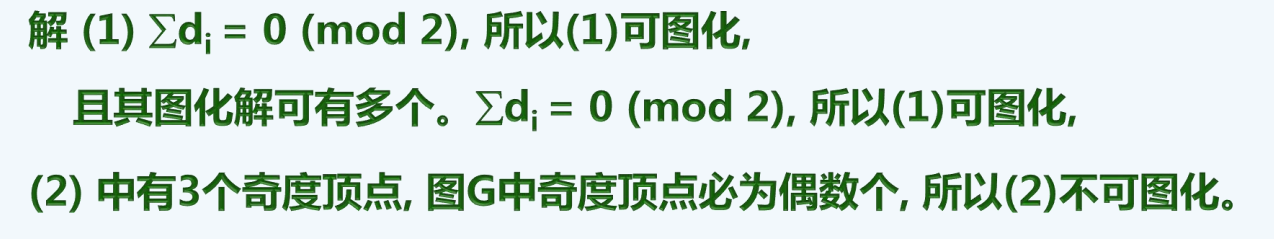 解 (1) ∑di = 0 (mod 2), 所以(1)可图化,
且其图化解可有多个。∑di = 0 (mod 2), 所以(1)可图化,
(2) 中有3个奇度顶点, 图G中奇度顶点必为偶数个, 所以(2)不可图化。